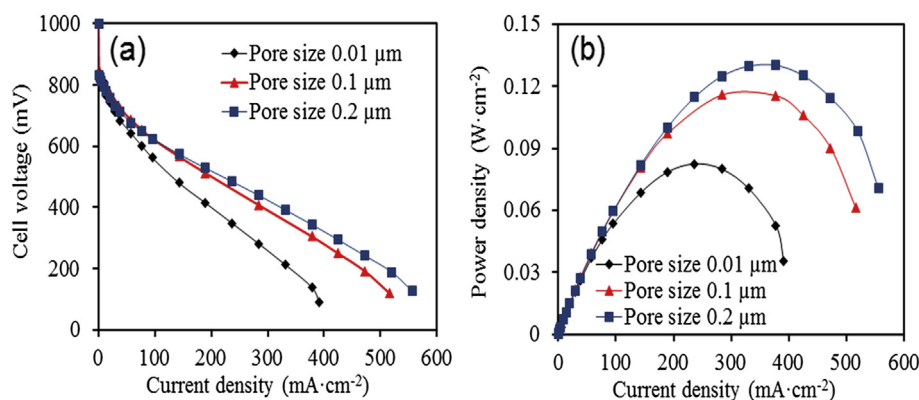 (a)
Pore size 0.01 µm
Pore size 0.1 µm
Pore size 0.2 µm
Cell voltage (mV)
1000
800
600
400
200
0
0 100 200 300 400 500 600
Current density (mA·cm-2)
(b)
Power density (W·cm-2)
0.15
0.12
0.09
0.06
0.03
0
Pore size 0.01 µm
Pore size 0.1 µm
Pore size 0.2 µm
0 100 200 300 400 500 600
Current density (mA·cm-2)